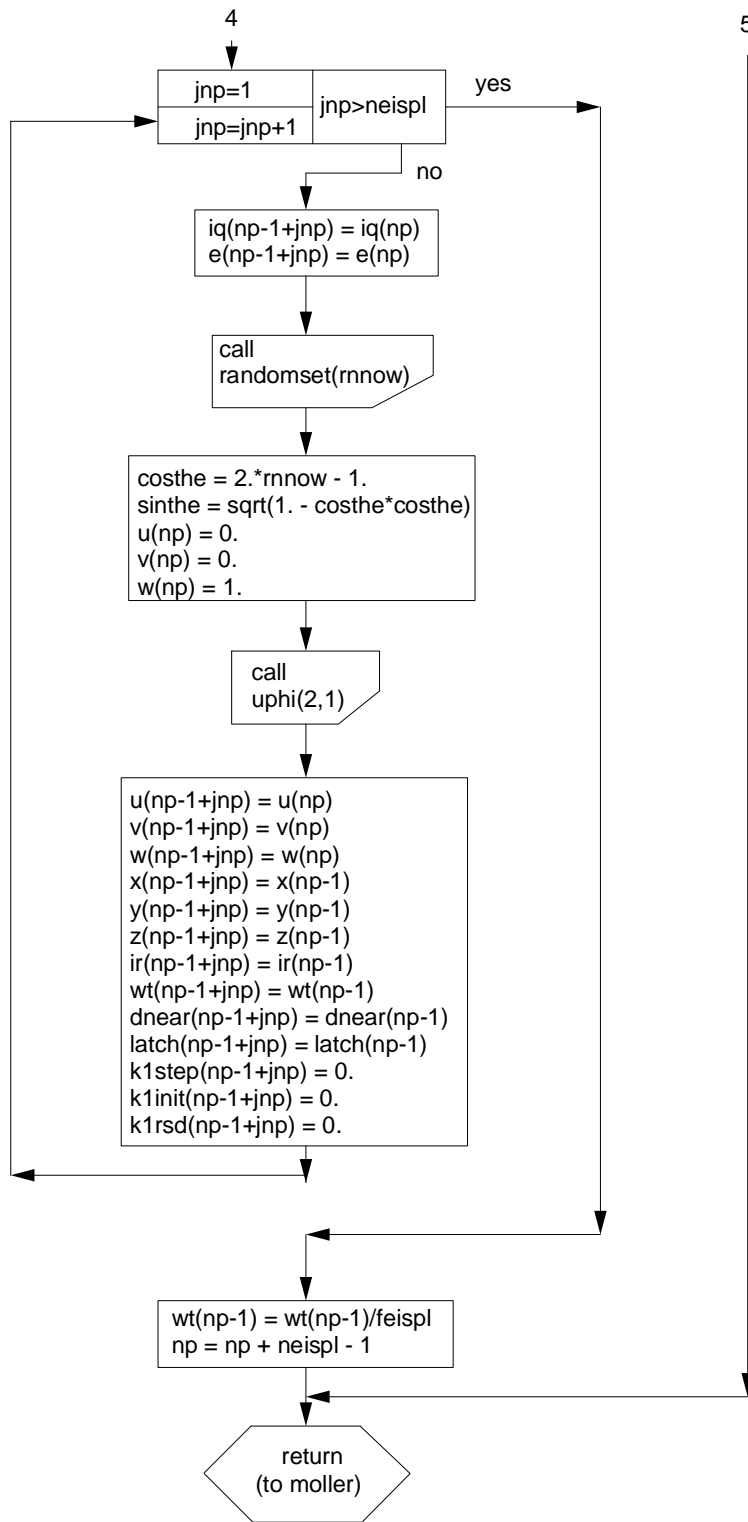 4
5
jnp=1
jnp=jnp+1
jnp>neispl
yes
no
iq(np-1+jnp) = iq(np)
e(np-1+jnp) = e(np)
call
randomset(rnnow)
costhe = 2.*rnnow - 1.
sinthe = sqrt(1. - costhe*costhe)
u(np) = 0.
v(np) = 0.
w(np) = 1.
call
uphi(2,1)
u(np-1+jnp) = u(np)
v(np-1+jnp) = v(np)
w(np-1+jnp) = w(np)
x(np-1+jnp) = x(np-1)
y(np-1+jnp) = y(np-1)
z(np-1+jnp) = z(np-1)
ir(np-1+jnp) = ir(np-1)
wt(np-1+jnp) = wt(np-1)
dnear(np-1+jnp) = dnear(np-1)
latch(np-1+jnp) = latch(np-1)
k1step(np-1+jnp) = 0.
k1init(np-1+jnp) = 0.
k1rsd(np-1+jnp) = 0.
wt(np-1) = wt(np-1)/feispl
np = np + neispl - 1
return
(to moller)